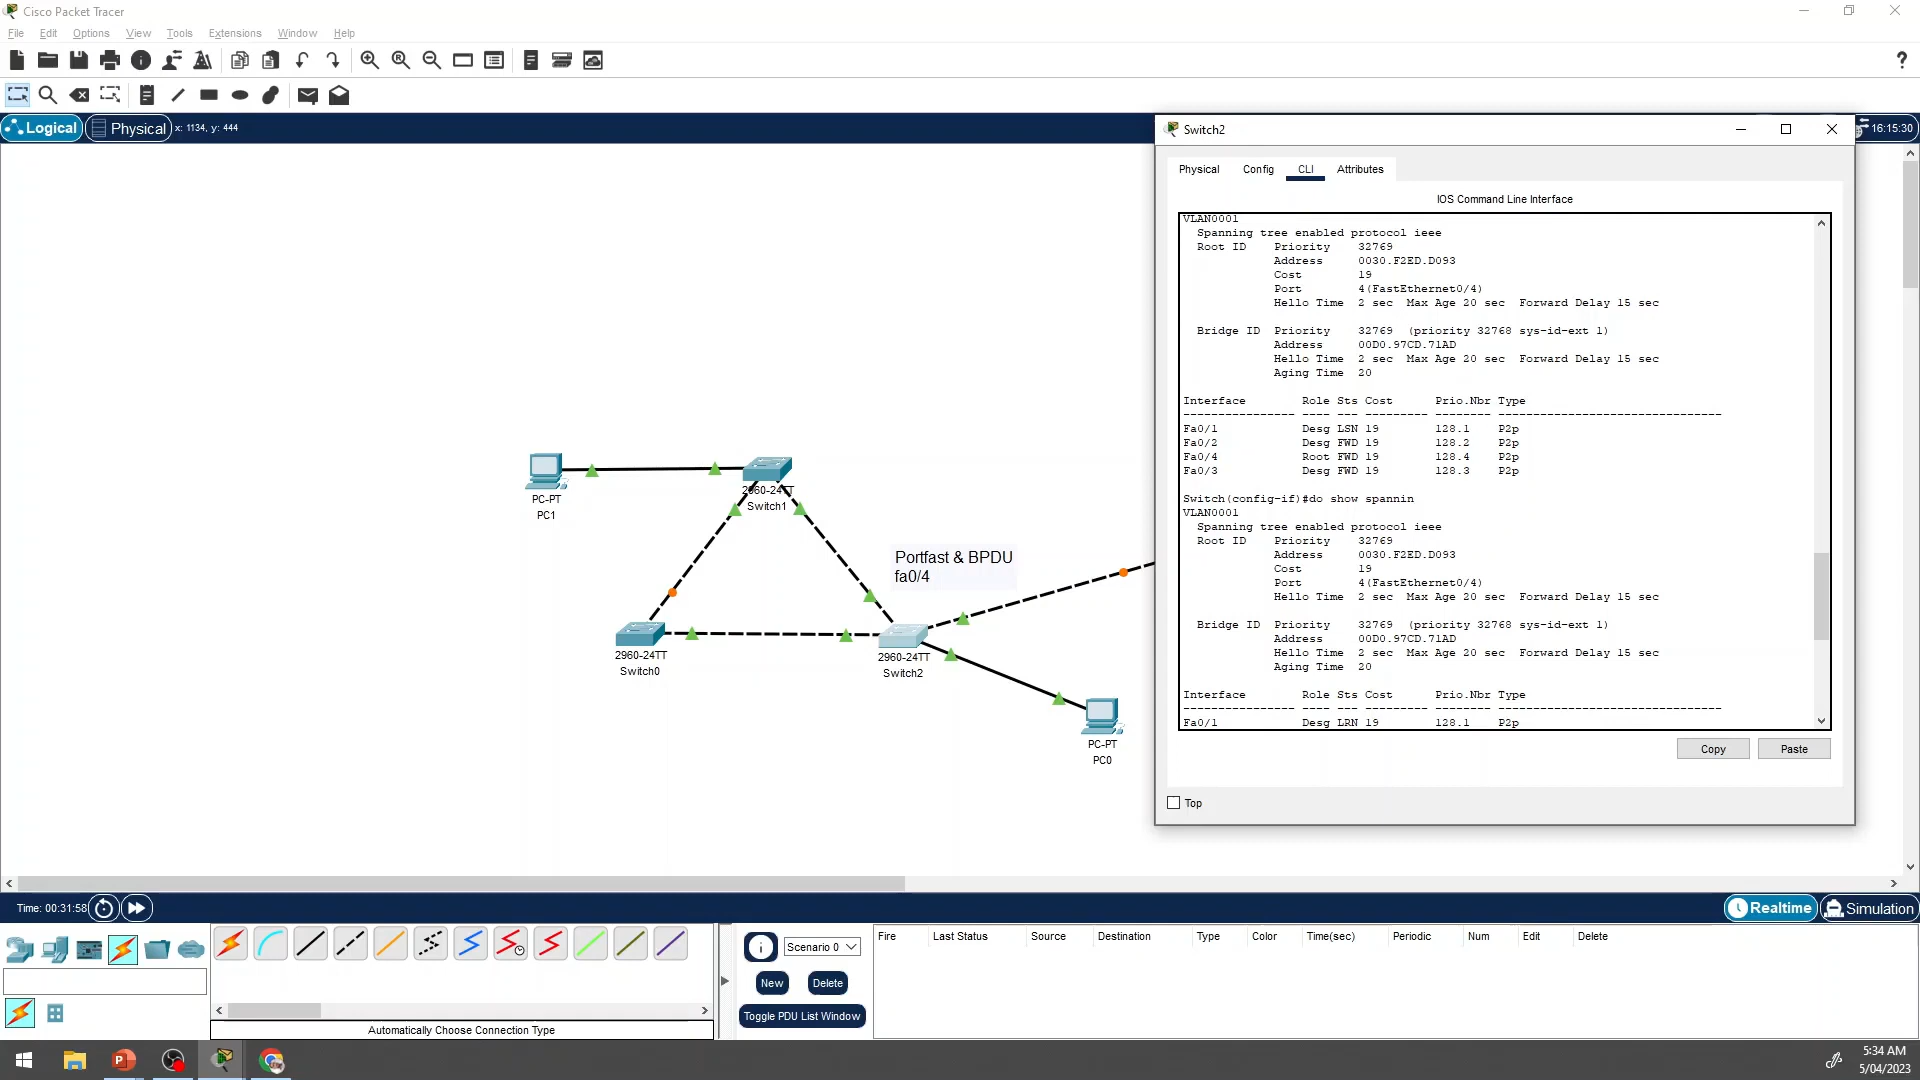 Cisco Packet Tracer
File Edit Options View Tools Extensions Window Help
Logical Physical x: 1134, y: 444
16:15:30
Switch2
Physical Config CLI Attributes
IOS Command Line Interface
VLAN0001
Spanning tree enabled protocol ieee
Root ID Priority 32769
Address 0030.F2ED.D093
Cost 19
Port 4(FastEthernet0/4)
Hello Time 2 sec Max Age 20 sec Forward Delay 15 sec
Bridge ID Priority 32769 (priority 32768 sys-id-ext 1)
Address 00D0.97CD.71AD
Hello Time 2 sec Max Age 20 sec Forward Delay 15 sec
Aging Time 20
Interface Role Sts Cost Prio.Nbr Type
---------------- ---- --- --------- -------- --------------------------------
Fa0/1 Desg LSN 19 128.1 P2p
Fa0/2 Desg FWD 19 128.2 P2p
Fa0/4 Root FWD 19 128.4 P2p
Fa0/3 Desg FWD 19 128.3 P2p
Switch(config-if)#do show spannin
VLAN0001
Spanning tree enabled protocol ieee
Root ID Priority 32769
Address 0030.F2ED.D093
Cost 19
Port 4(FastEthernet0/4)
Hello Time 2 sec Max Age 20 sec Forward Delay 15 sec
Bridge ID Priority 32769 (priority 32768 sys-id-ext 1)
Address 00D0.97CD.71AD
Hello Time 2 sec Max Age 20 sec Forward Delay 15 sec
Aging Time 20
Interface Role Sts Cost Prio.Nbr Type
---------------- ---- --- --------- -------- --------------------------------
Fa0/1 Desg LRN 19 128.1 P2p
Copy Paste
Top
PC-PT
PC1
2960-24TT
Switch1
Portfast & BPDU
fa0/4
2960-24TT
Switch0
2960-24TT
Switch2
PC-PT
PC0
Time: 00:31:58
Realtime Simulation
Scenario 0
New Delete
Toggle PDU List Window
Fire Last Status Source Destination Type Color Time(sec) Periodic Num Edit Delete
Automatically Choose Connection Type
5:34 AM
5/04/2023